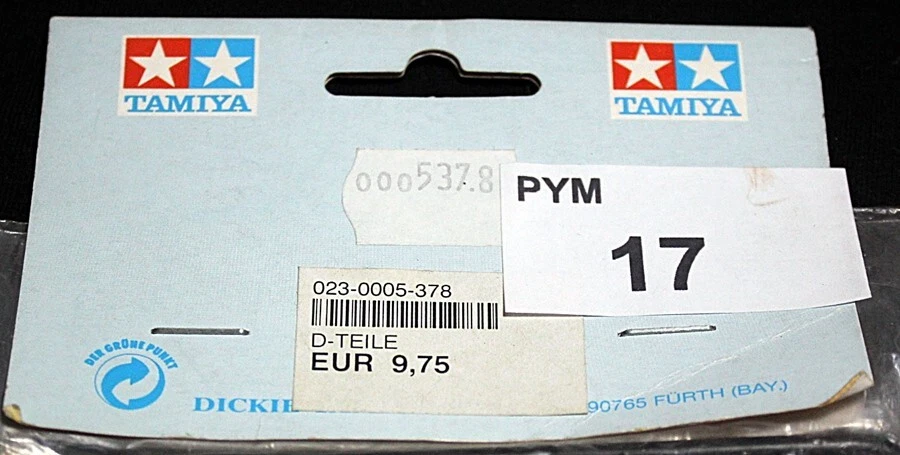 TAMIYA
TAMIYA
000537.8
PYM
17
023-0005-378
D-TEILE
EUR 9,75
DER GRÜNE PUNKT
DICKIE
90765 FÜRTH (BAY.)